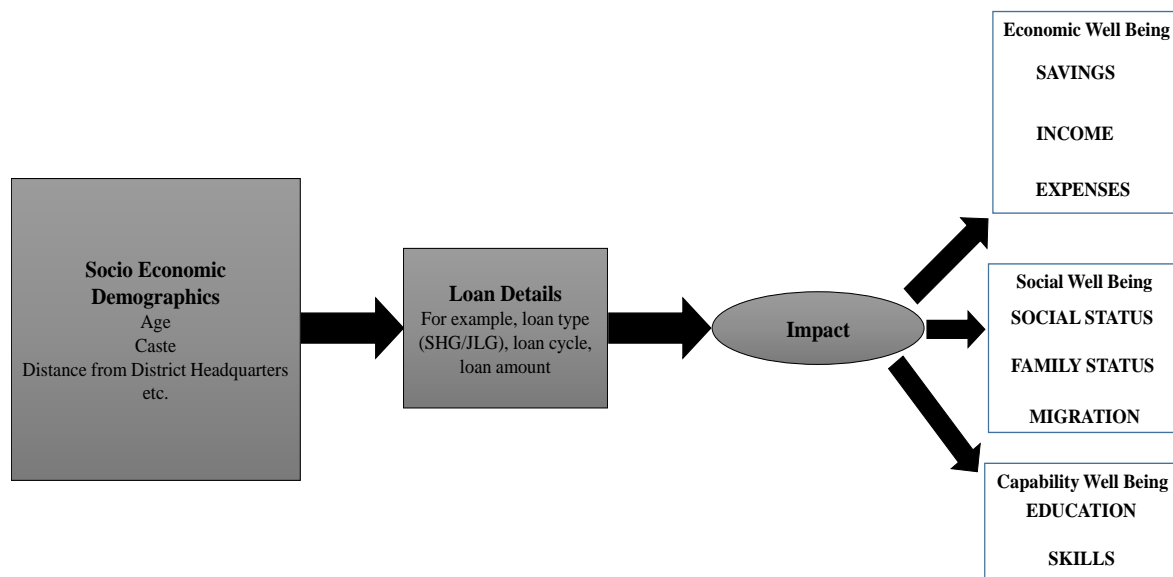 Socio Economic
Demographics
Age
Caste
Distance from District Headquarters
etc.
Loan Details
For example, loan type
(SHG/JLG), loan cycle,
loan amount
Impact
Economic Well Being
SAVINGS
INCOME
EXPENSES
Social Well Being
SOCIAL STATUS
FAMILY STATUS
MIGRATION
Capability Well Being
EDUCATION
SKILLS